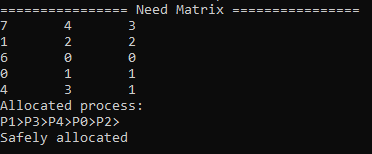 ================ Need Matrix ================
7 4 3
1 2 2
6 0 0
0 1 1
4 3 1
Allocated process:
P1>P3>P4>P0>P2>
Safely allocated